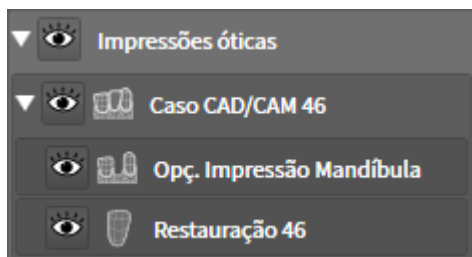 Impressões óticas
Caso CAD/CAM 46
Opç. Impressão Mandíbula
Restauração 46